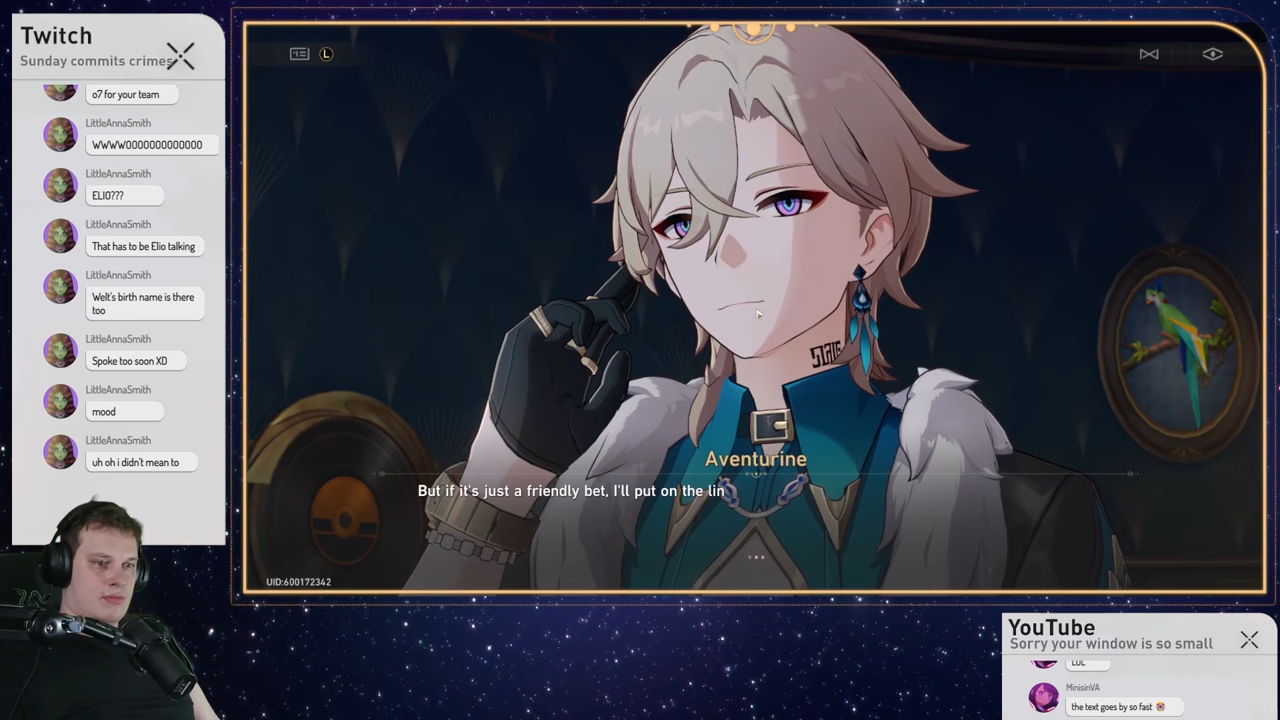 Twitch
Sunday commits crimes
o7 for your team
LittleAnnaSmith
WWWWOOOOOOOOOOOOO
LittleAnnaSmith
ELIO???
LittleAnnaSmith
That has to be Elio talking
LittleAnnaSmith
Welt's birth name is there
too
LittleAnnaSmith
Spoke too soon XD
LittleAnnaSmith
mood
LittleAnnaSmith
uh oh i didn't mean to
L
Aventurine
But if it's just a friendly bet, I'll put on the lin
UID:600172342
YouTube
Sorry your window is so small
LUL
MinisinVA
the text goes by so fast